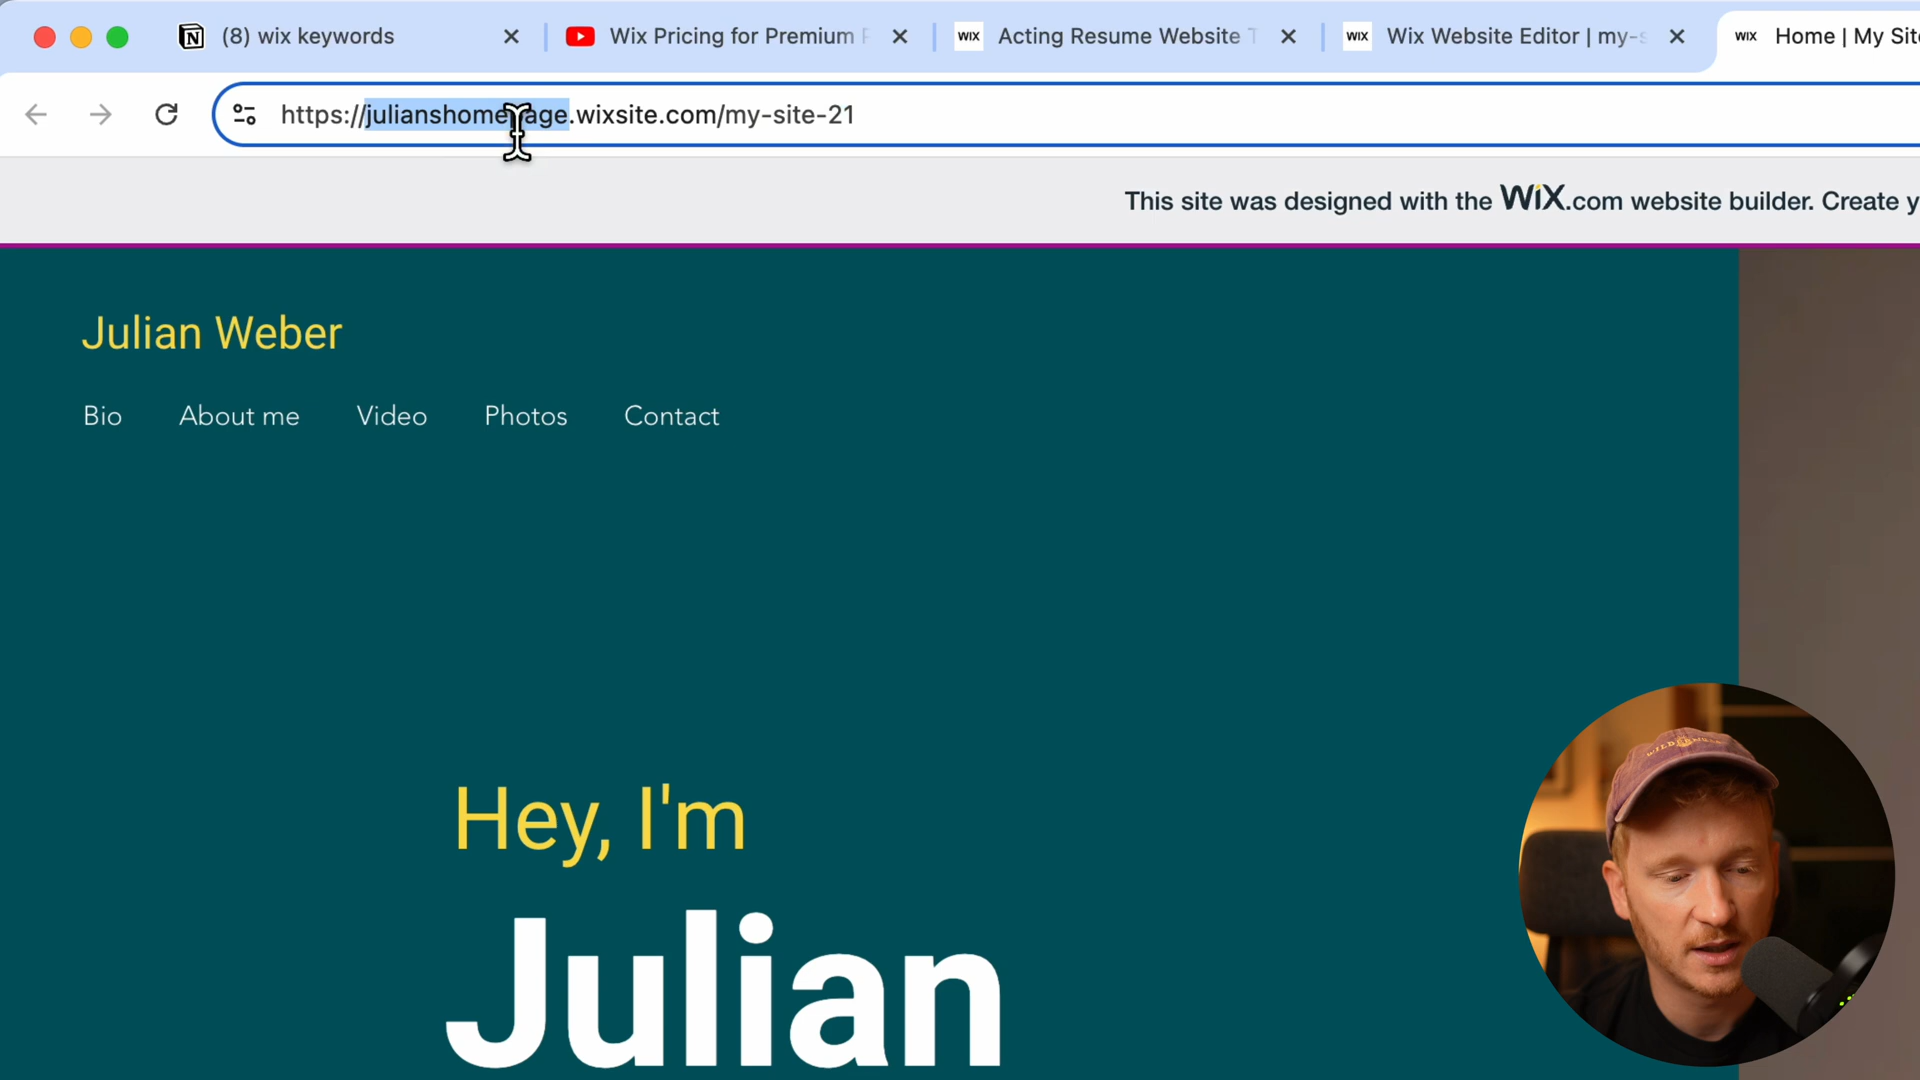 (8) wix keywords
Wix Pricing for Premium P
WIX Acting Resume Website T
WIX Wix Website Editor | my-s
WIX Home | My Site
https://julianshomepage.wixsite.com/my-site-21
This site was designed with the WiX.com website builder. Create y
Julian Weber
Bio About me Video Photos Contact
Hey, I'm
Julian